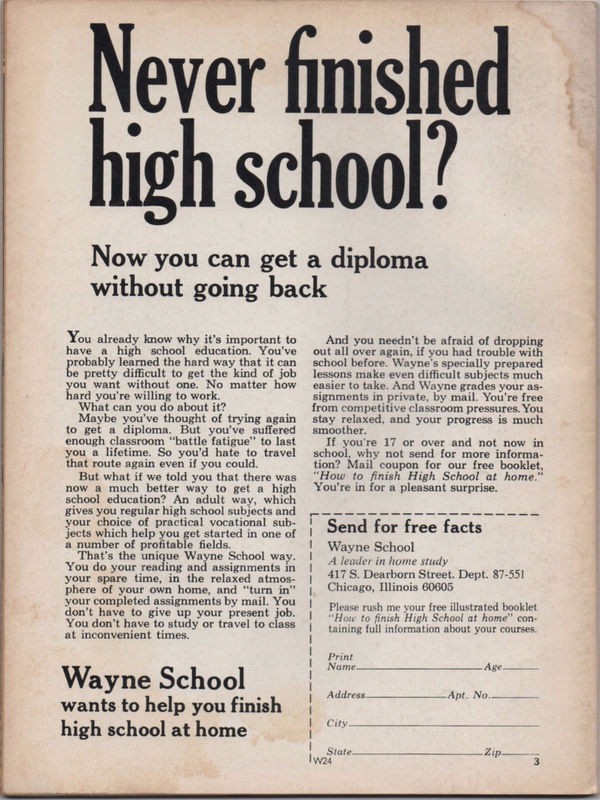 Never finished
high school?
Now you can get a diploma
without going back
You already know why it's important to
have a high school education. You've
probably learned the hard way that it can
be pretty difficult to get the kind of job
you want without one. No matter how
hard you're willing to work.
What can you do about it?
Maybe you've thought of trying again
to get a diploma. But you've suffered
enough classroom "battle fatigue" to last
you a lifetime. So you'd hate to travel
that route again even if you could.
But what if we told you that there was
now a much better way to get a high
school education? An adult way, which
gives you regular high school subjects and
your choice of practical vocational sub-
jects which help you get started in one of
a number of profitable fields.
That's the unique Wayne School way.
You do your reading and assignments in
your spare time, in the relaxed atmos-
phere of your own home, and "turn in"
your completed assignments by mail. You
don't have to give up your present job.
You don't have to study or travel to class
at inconvenient times.
Wayne School
wants to help you finish
high school at home
And you needn't be afraid of dropping
out all over again, if you had trouble with
school before. Wayne's specially prepared
lessons make even difficult subjects much
easier to take. And Wayne grades your as-
signments in private, by mail. You're free
from competitive classroom pressures. You
stay relaxed, and your progress is much
smoother.
If you're 17 or over and not now in
school, why not send for more informa-
tion? Mail coupon for our free booklet,
"How to finish High School at home."
You're in for a pleasant surprise.
Send for free facts
Wayne School
A leader in home study
417 S. Dearborn Street. Dept. 87-551
Chicago, Illinois 60605
Please rush me your free illustrated booklet
"How to finish High School at home" con-
taining full information about your courses.
Print
Name Age
Address Apt. No.
City
State Zip
W24
3